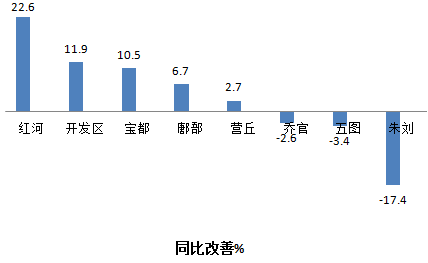 22.6
11.9
10.5
6.7
2.7
红河
开发区
宝都
鄌郚
营丘
乔官
五图
朱刘
-2.6
-3.4
-17.4
同比改善%